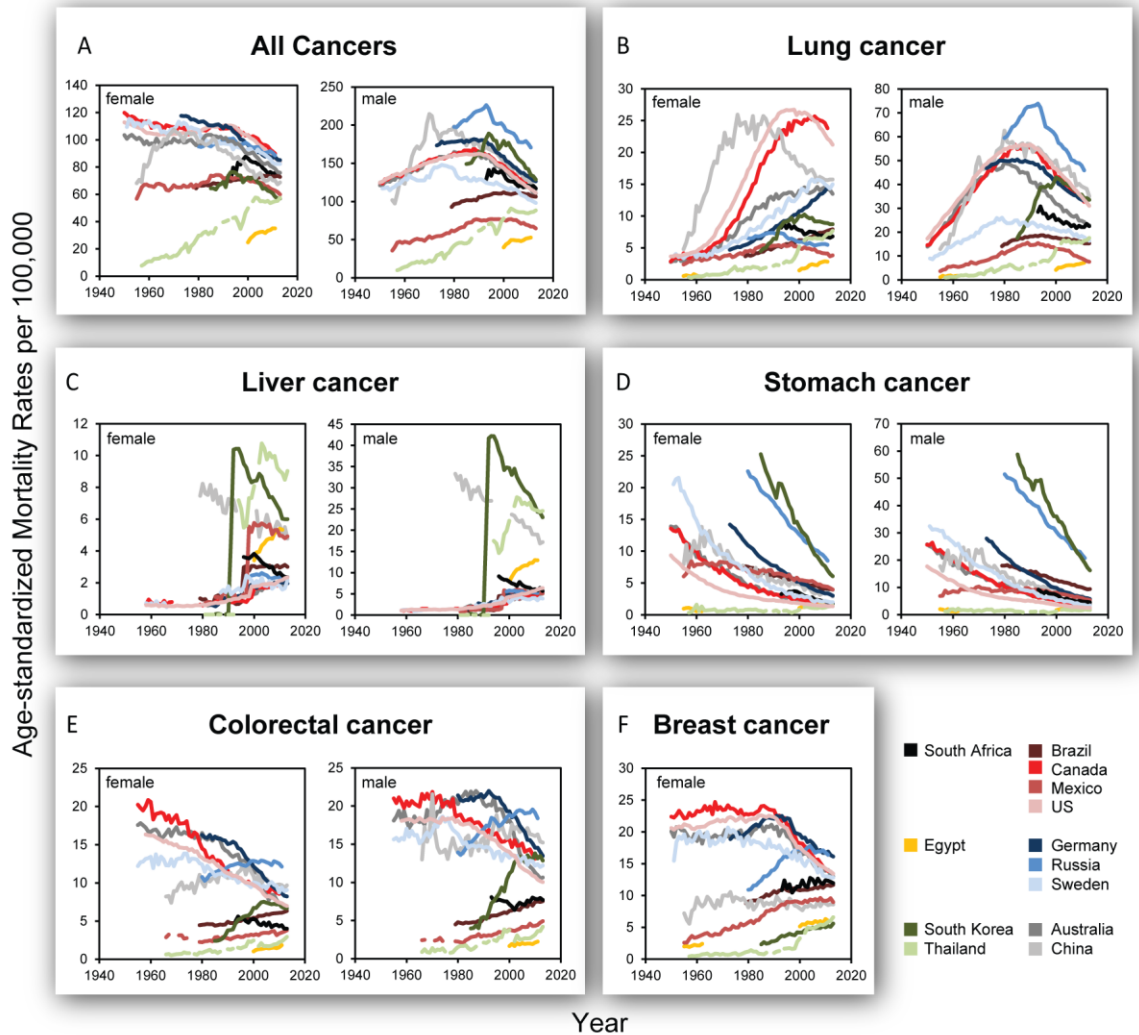 A All Cancers
female
140
120
100
80
60
40
20
0
1940 1960 1980 2000 2020
male
250
200
150
100
50
0
1940 1960 1980 2000 2020
B Lung cancer
female
30
25
20
15
10
5
0
1940 1960 1980 2000 2020
male
80
70
60
50
40
30
20
10
0
1940 1960 1980 2000 2020
Age-standardized Mortality Rates per 100,000
C Liver cancer
female
12
10
8
6
4
2
0
1940 1960 1980 2000 2020
male
45
40
35
30
25
20
15
10
5
0
1940 1960 1980 2000 2020
D Stomach cancer
female
30
25
20
15
10
5
0
1940 1960 1980 2000 2020
male
70
60
50
40
30
20
10
0
1940 1960 1980 2000 2020
E Colorectal cancer
female
25
20
15
10
5
0
1940 1960 1980 2000 2020
male
25
20
15
10
5
0
1940 1960 1980 2000 2020
F Breast cancer
female
30
25
20
15
10
5
0
1940 1960 1980 2000 2020
South Africa
Brazil
Canada
Mexico
US
Egypt
Germany
Russia
Sweden
South Korea
Thailand
Australia
China
Year